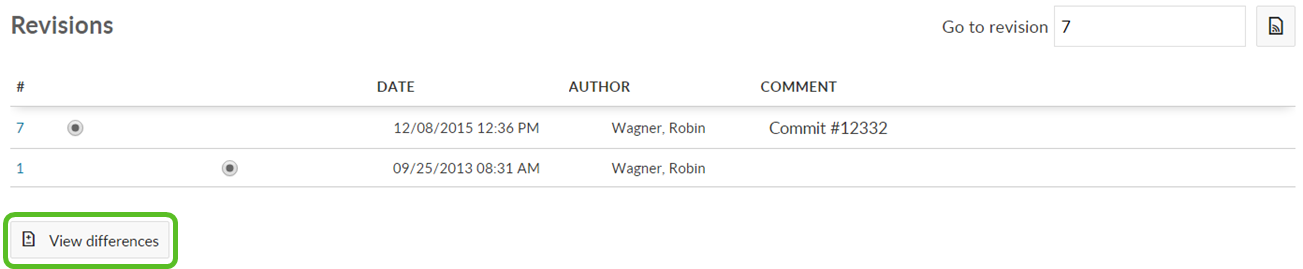 Revisions
Go to revision 7
# DATE AUTHOR COMMENT
7 12/08/2015 12:36 PM Wagner, Robin Commit #12332
1 09/25/2013 08:31 AM Wagner, Robin
View differences